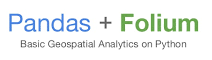 Pandas + Folium
Basic Geospatial Analytics on Python